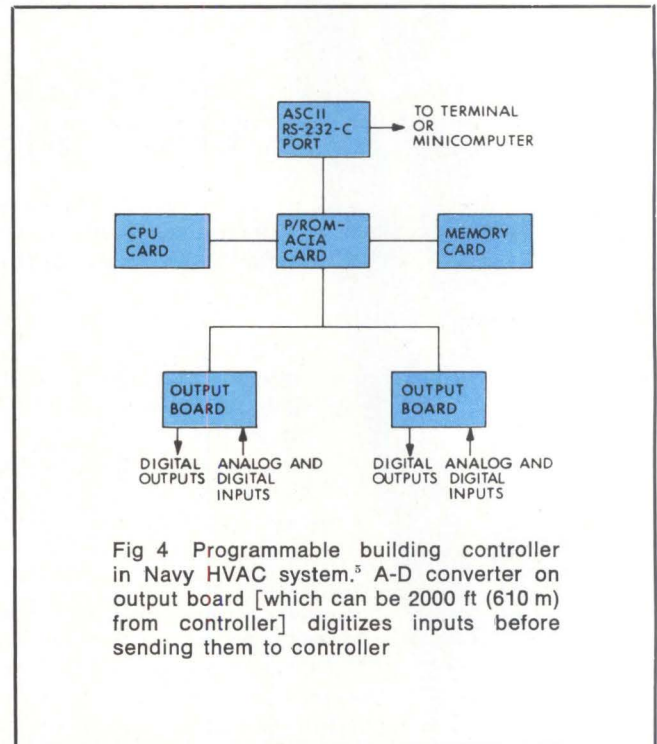 ASCII
RS-232-C
PORT
TO TERMINAL
OR
MINICOMPUTER
CPU
CARD
P/ROM-
ACIA
CARD
MEMORY
CARD
OUTPUT
BOARD
OUTPUT
BOARD
DIGITAL
OUTPUTS
ANALOG AND
DIGITAL
INPUTS
DIGITAL
OUTPUTS
ANALOG AND
DIGITAL
INPUTS
Fig 4 Programmable building controller
in Navy HVAC system.⁵ A-D converter on
output board [which can be 2000 ft (610 m)
from controller] digitizes inputs before
sending them to controller